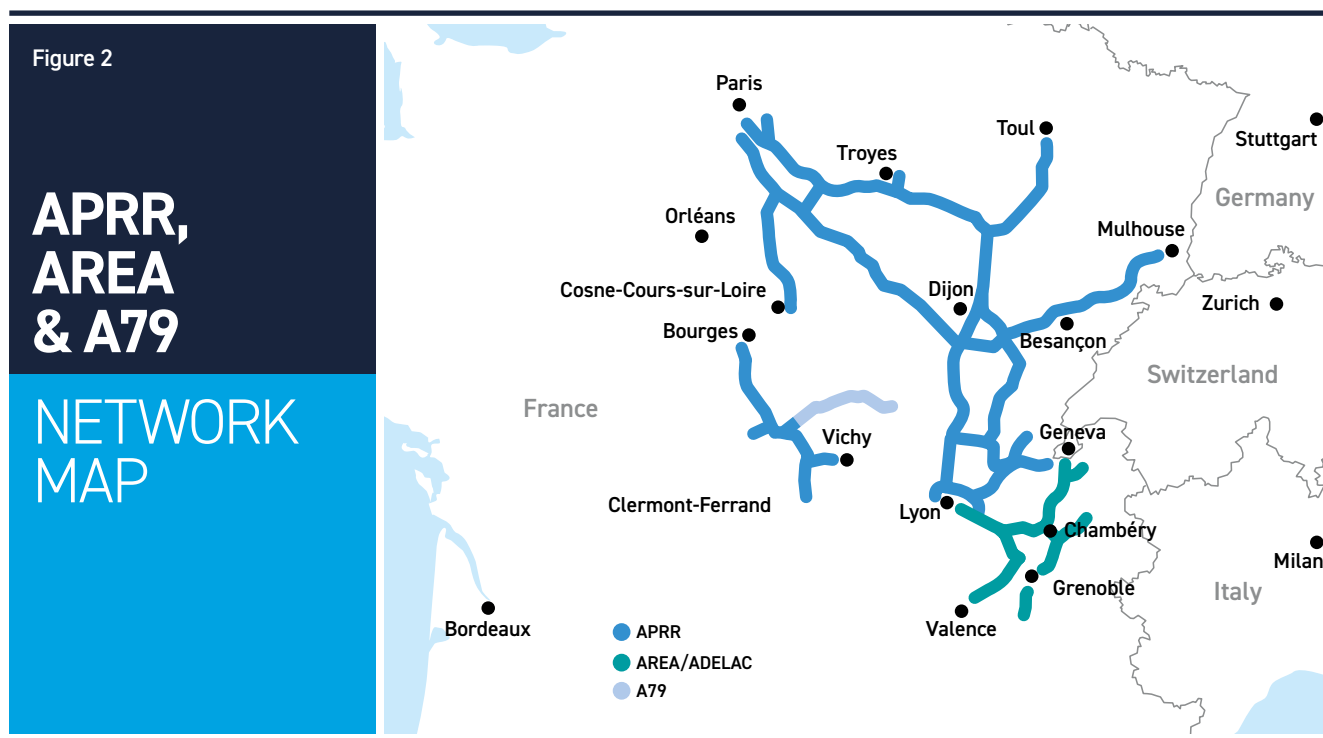 Figure 2
APRR,
AREA
& A79
NETWORK
MAP
Paris
Toul
Stuttgart
Troyes
Germany
Orléans
Mulhouse
Cosne-Cours-sur-Loire
Dijon
Zurich
Bourges
Besançon
Switzerland
France
Vichy
Geneva
Clermont-Ferrand
Lyon
Chambéry
Milan
Grenoble
Italy
Bordeaux
Valence
APRR
AREA/ADELAC
A79